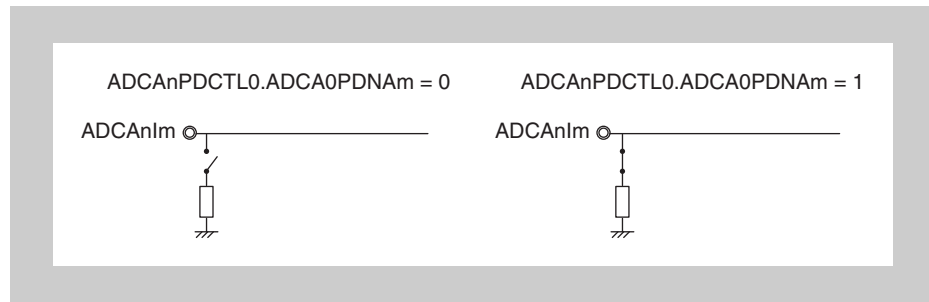 ADCAnPDCTL0.ADCA0PDNAm = 0
ADCAnPDCTL0.ADCA0PDNAm = 1
ADCAnIm
ADCAnIm